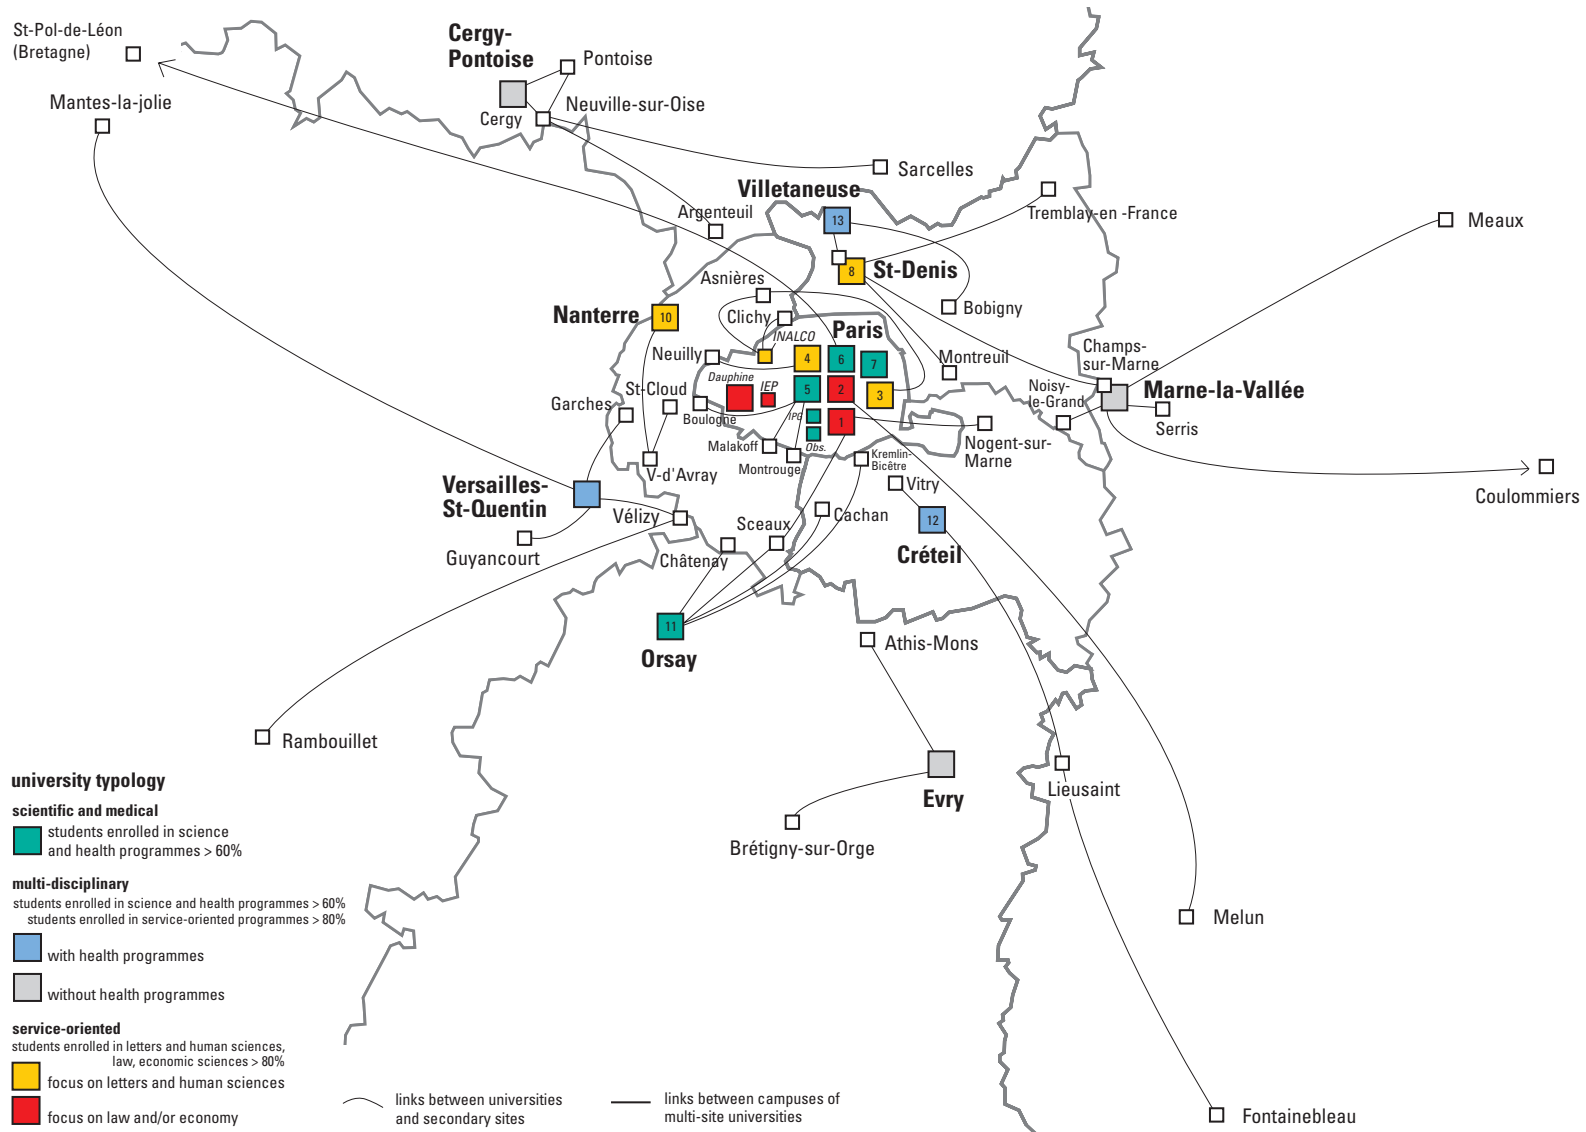 St-Pol-de-Léon
(Bretagne)
Mantes-la-jolie
Cergy-
Pontoise
Pontoise
Neuville-sur-Oise
Cergy
Sarcelles
Villetaneuse
13
Argenteuil
Tremblay-en -France
Meaux
8
St-Denis
Asnières
Bobigny
Nanterre
10
Clichy
INALCO
Paris
Neuilly
4
6
7
Montreuil
Champs-
sur-Marne
Dauphine
IEP
5
2
3
Noisy-
le-Grand
Marne-la-Vallée
St-Cloud
Garches
Boulogne
IPG
1
Serris
Obs.
Malakoff
Montrouge
Kremlin-
Bicêtre
Nogent-sur-
Marne
V-d'Avray
Vitry
Coulommiers
Versailles-
St-Quentin
Vélizy
Sceaux
Cachan
12
Créteil
Guyancourt
Châtenay
11
Orsay
Athis-Mons
Rambouillet
Evry
Lieusaint
Brétigny-sur-Orge
Melun
Fontainebleau
university typology
scientific and medical
students enrolled in science
and health programmes > 60%
multi-disciplinary
students enrolled in science and health programmes > 60%
students enrolled in service-oriented programmes > 80%
with health programmes
without health programmes
service-oriented
students enrolled in letters and human sciences,
law, economic sciences > 80%
focus on letters and human sciences
focus on law and/or economy
links between universities
and secondary sites
links between campuses of
multi-site universities